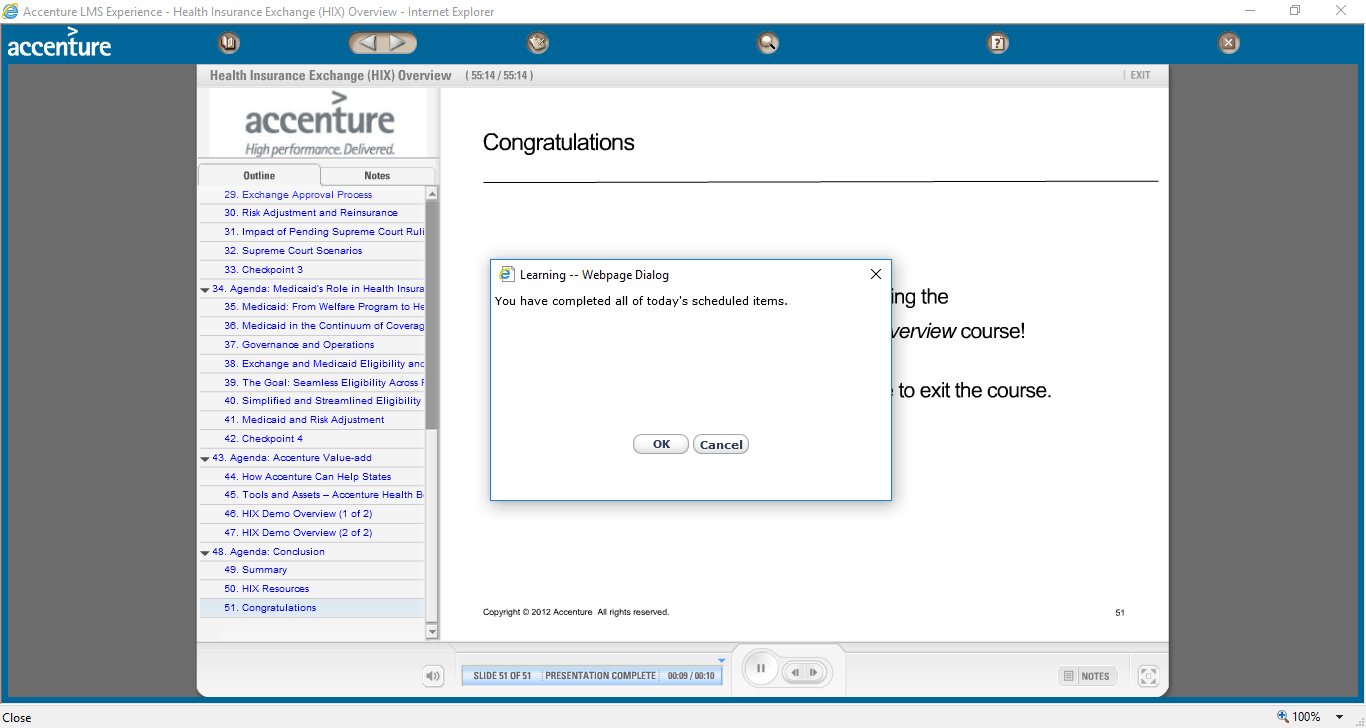 Accenture LMS Experience - Health Insurance Exchange (HIX) Overview - Internet Explorer
accenture
Health Insurance Exchange (HIX) Overview ( 55:14 / 55:14 )
EXIT
accenture
High performance. Delivered.
Outline
Notes
29. Exchange Approval Process
30. Risk Adjustment and Reinsurance
31. Impact of Pending Supreme Court Ruli
32. Supreme Court Scenarios
33. Checkpoint 3
34. Agenda: Medicaid's Role in Health Insura
35. Medicaid: From Welfare Program to He
36. Medicaid in the Continuum of Coverag
37. Governance and Operations
38. Exchange and Medicaid Eligibility and
39. The Goal: Seamless Eligibility Across
40. Simplified and Streamlined Eligibility
41. Medicaid and Risk Adjustment
42. Checkpoint 4
43. Agenda: Accenture Value-add
44. How Accenture Can Help States
45. Tools and Assets – Accenture Health B
46. HIX Demo Overview (1 of 2)
47. HIX Demo Overview (2 of 2)
48. Agenda: Conclusion
49. Summary
50. HIX Resources
51. Congratulations
Congratulations
ing the
verview course!
to exit the course.
Learning -- Webpage Dialog
You have completed all of today's scheduled items.
OK
Cancel
Copyright © 2012 Accenture All rights reserved.
51
SLIDE 51 OF 51 PRESENTATION COMPLETE 00:09 / 00:10
NOTES
Close
100%